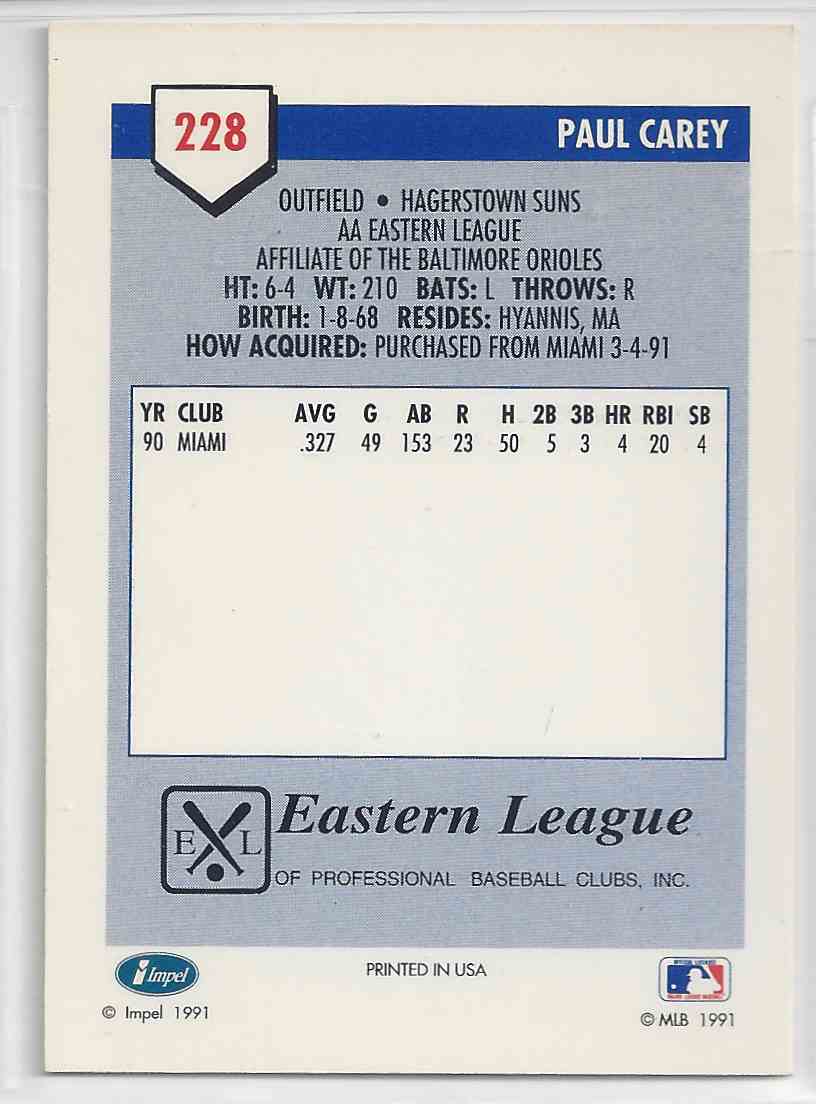 228
PAUL CAREY
OUTFIELD • HAGERSTOWN SUNS
AA EASTERN LEAGUE
AFFILIATE OF THE BALTIMORE ORIOLES
HT: 6-4 WT: 210 BATS: L THROWS: R
BIRTH: 1-8-68 RESIDES: HYANNIS, MA
HOW ACQUIRED: PURCHASED FROM MIAMI 3-4-91
YR CLUB AVG G AB R H 2B 3B HR RBI SB
90 MIAMI .327 49 153 23 50 5 3 4 20 4
E L
Eastern League
OF PROFESSIONAL BASEBALL CLUBS, INC.
Impel
PRINTED IN USA
© Impel 1991
© MLB 1991